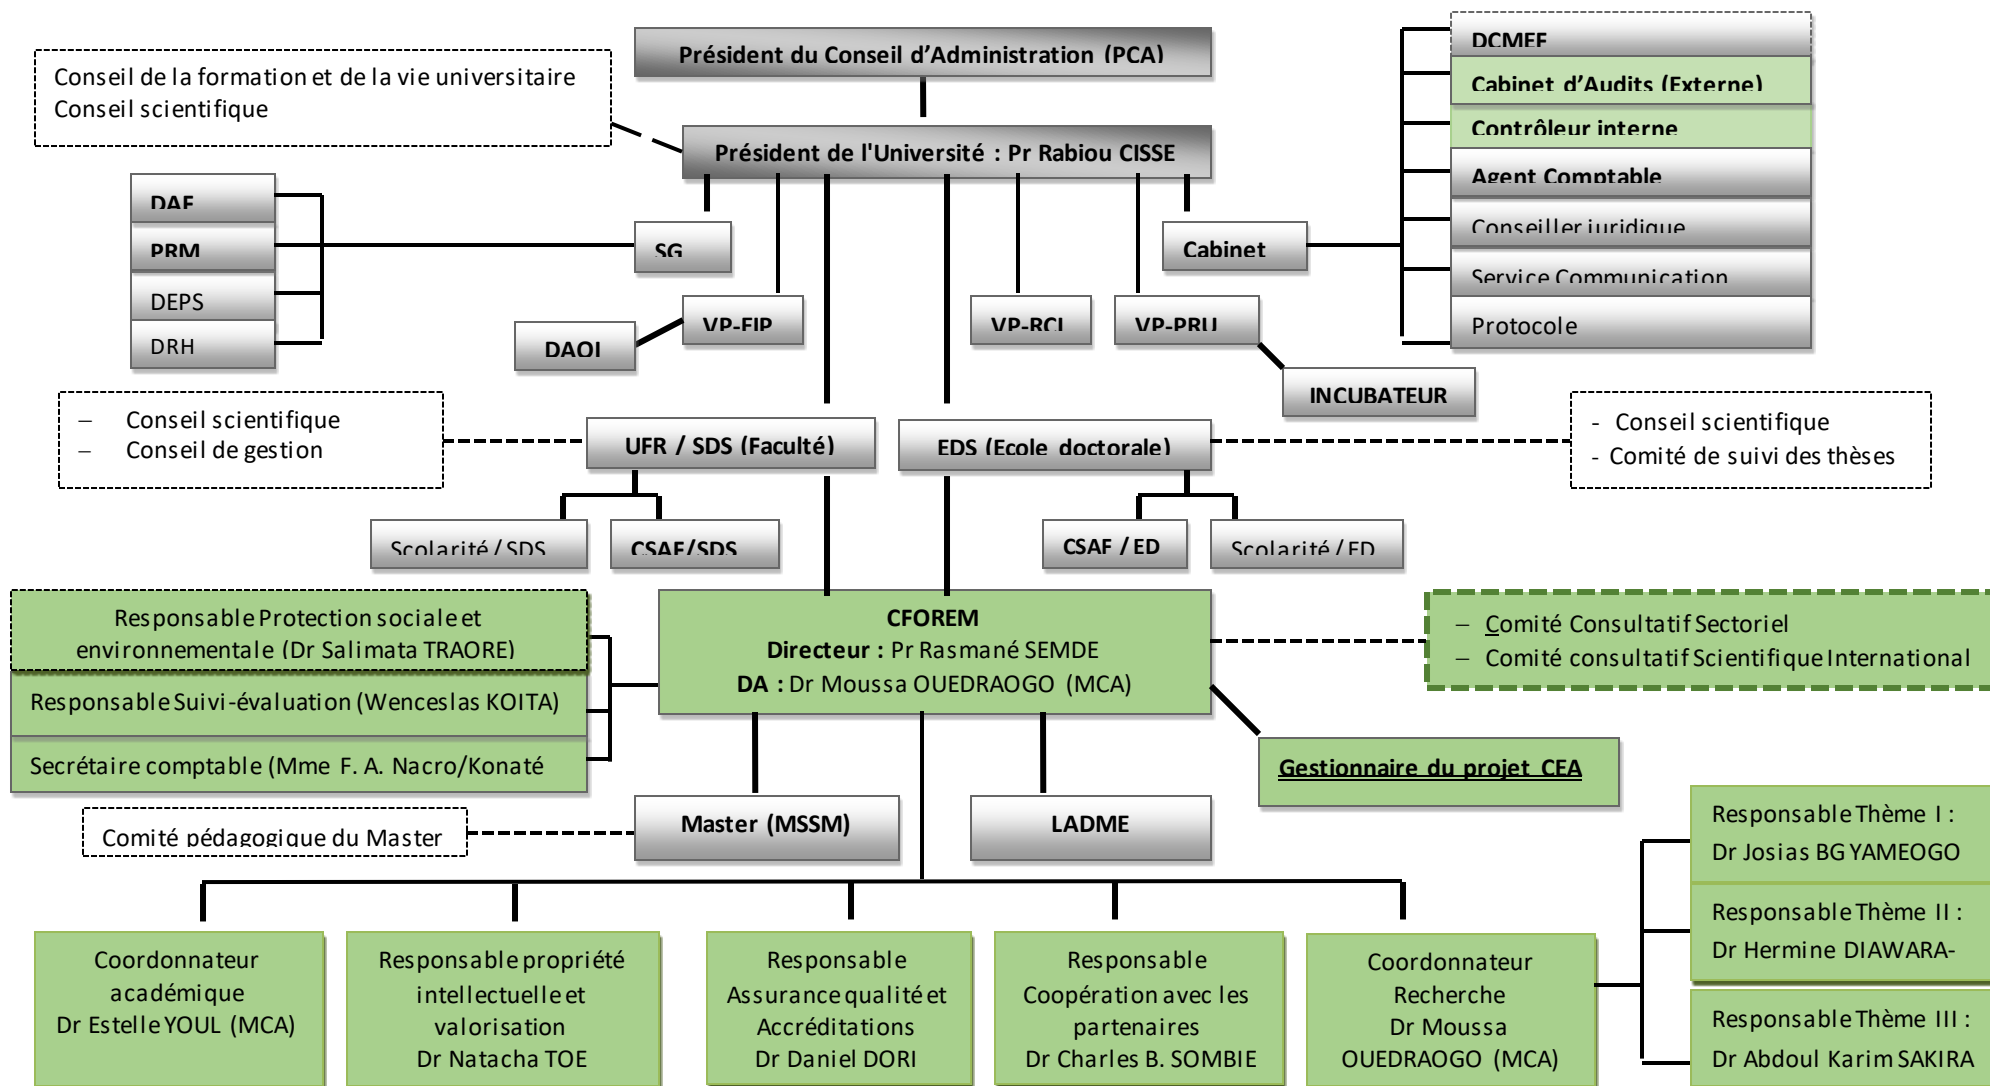 Président du Conseil d’Administration (PCA)
Conseil de la formation et de la vie universitaire
Conseil scientifique
Président de l'Université : Pr Rabiou CISSE
DCMEF
Cabinet d’Audits (Externe)
Contrôleur interne
Agent Comptable
Conseiller juridique
Service Communication
Protocole
DAF
PRM
DEPS
DRH
SG
Cabinet
VP-EIP
DAOI
VP-RCI
VP-PRU
INCUBATEUR
– Conseil scientifique
– Conseil de gestion
UFR / SDS (Faculté)
EDS (Ecole doctorale)
- Conseil scientifique
- Comité de suivi des thèses
Scolarité / SDS
CSAF/SDS
CSAF / ED
Scolarité / ED
Responsable Protection sociale et
environnementale (Dr Salimata TRAORE)
Responsable Suivi-évaluation (Wenceslas KOITA)
Secrétaire comptable (Mme F. A. Nacro/Konaté
CFOREM
Directeur : Pr Rasmané SEMDE
DA : Dr Moussa OUEDRAOGO (MCA)
– Comité Consultatif Sectoriel
– Comité consultatif Scientifique International
Gestionnaire du projet CEA
Comité pédagogique du Master
Master (MSSM)
LADME
Responsable Thème I :
Dr Josias BG YAMEOGO
Responsable Thème II :
Dr Hermine DIAWARA-
Responsable Thème III :
Dr Abdoul Karim SAKIRA
Coordonnateur
académique
Dr Estelle YOUL (MCA)
Responsable propriété
intellectuelle et
valorisation
Dr Natacha TOE
Responsable
Assurance qualité et
Accréditations
Dr Daniel DORI
Responsable
Coopération avec les
partenaires
Dr Charles B. SOMBIE
Coordonnateur
Recherche
Dr Moussa
OUEDRAOGO (MCA)